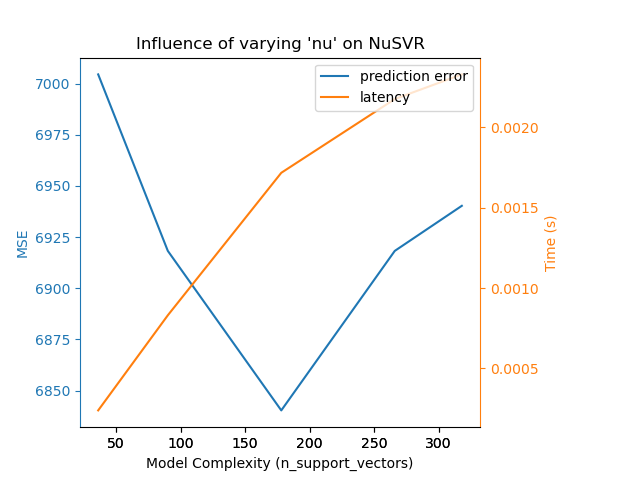 Influence of varying 'nu' on NuSVR
prediction error
latency
7000
6975
6950
6925
6900
6875
6850
MSE
0.0020
0.0015
0.0010
0.0005
Time (s)
50 100 150 200 250 300
Model Complexity (n_support_vectors)